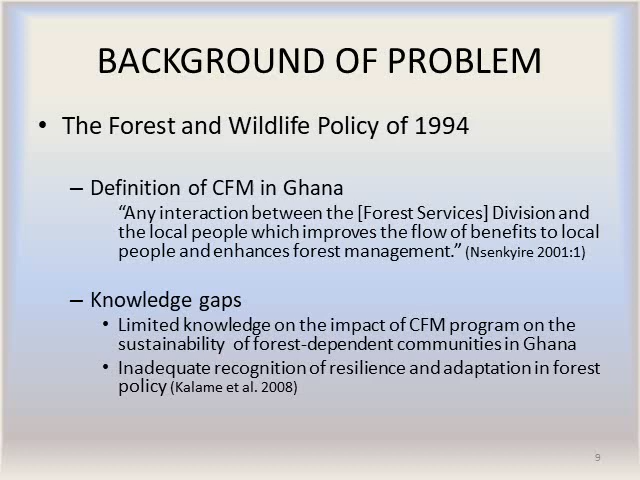 BACKGROUND OF PROBLEM
• The Forest and Wildlife Policy of 1994
– Definition of CFM in Ghana
“Any interaction between the [Forest Services] Division and
the local people which improves the flow of benefits to local
people and enhances forest management.” (Nsenkyire 2001:1)
– Knowledge gaps
• Limited knowledge on the impact of CFM program on the
sustainability of forest-dependent communities in Ghana
• Inadequate recognition of resilience and adaptation in forest
policy (Kalame et al. 2008)
9